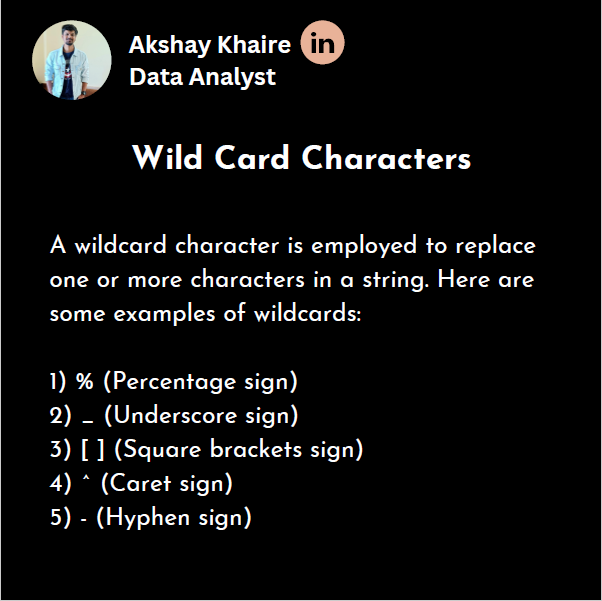 Akshay Khaire in
Data Analyst
Wild Card Characters
A wildcard character is employed to replace
one or more characters in a string. Here are
some examples of wildcards:
1) % (Percentage sign)
2) _ (Underscore sign)
3) [ ] (Square brackets sign)
4) ^ (Caret sign)
5) - (Hyphen sign)